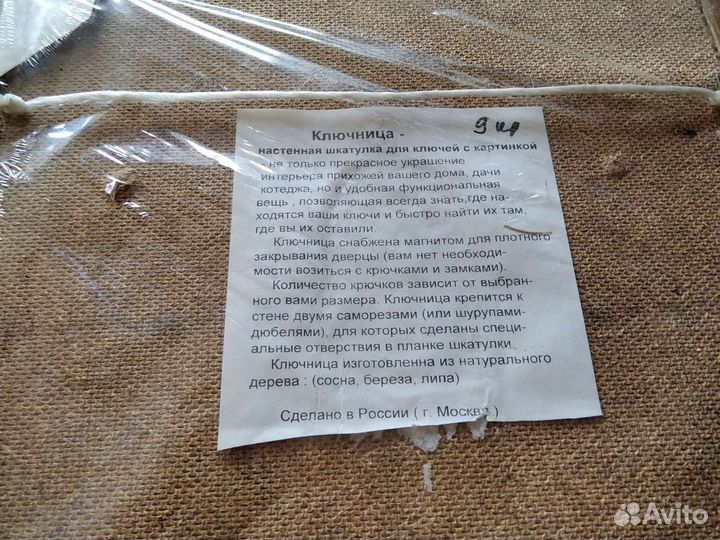 9 кр
Ключница -
настенная шкатулка для ключей с картинкой
- не только прекрасное украшение
интерьера прихожей вашего дома, дачи
котеджа, но и удобная функциональная
вещь , позволяющая всегда знать,где на-
ходятся ваши ключи и быстро найти их там,
где вы их оставили.
Ключница снабжена магнитом для плотного
закрывания дверцы (вам нет необходи-
мости возиться с крючками и замками).
Количество крючков зависит от выбран-
ного вами размера. Ключница крепится к
стене двумя саморезами (или шурупами-
дюбелями), для которых сделаны специ-
альные отверстия в планке шкатулки.
Ключница изготовленна из натурального
дерева : (сосна, береза, липа)
Сделано в России ( г. Москва )
Avito